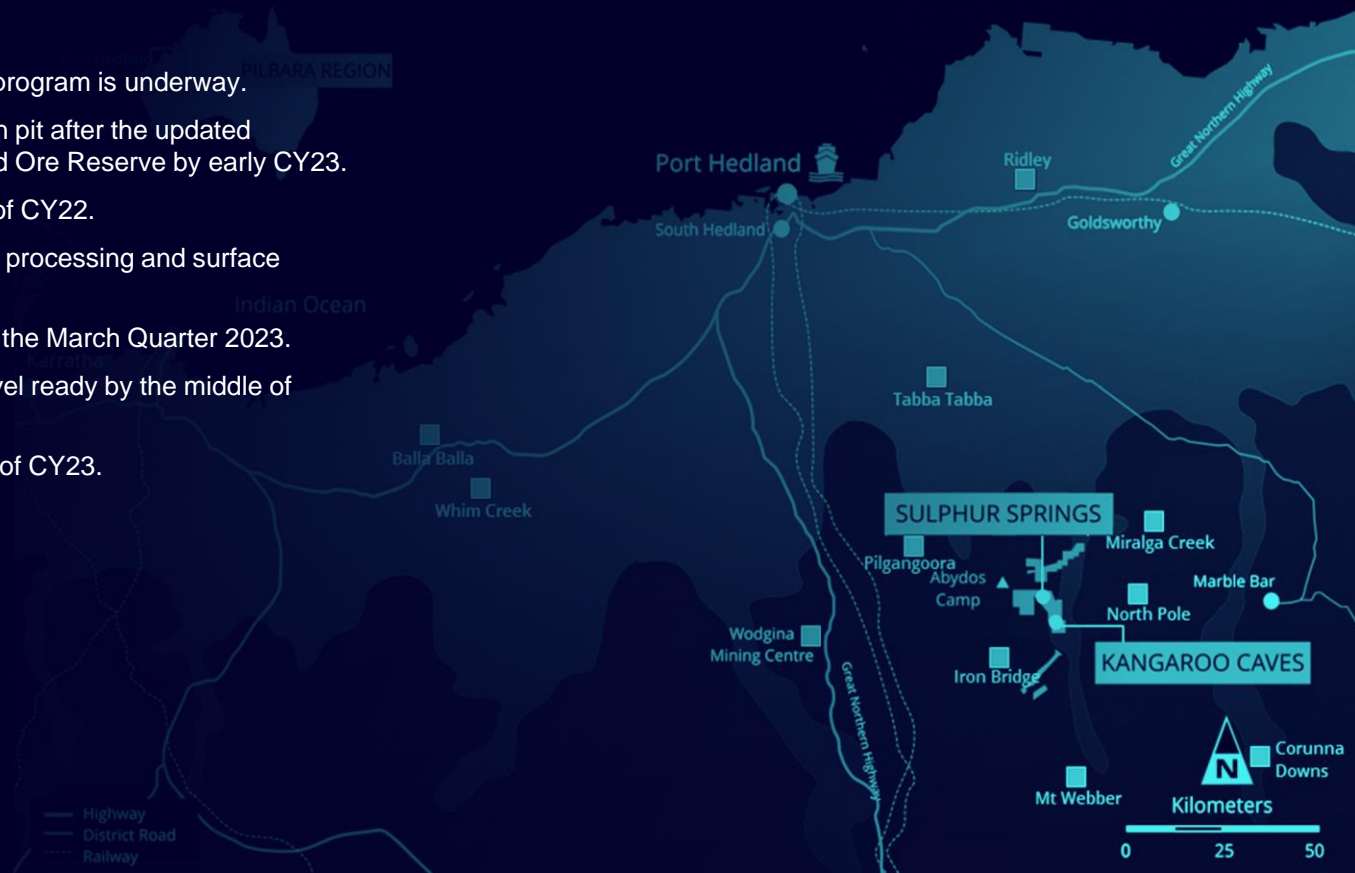 program is underway.
PILBARA REGION
pit after the updated
Ore Reserve by early CY23.
of CY22.
processing and surface
the March Quarter 2023.
ready by the middle of
of CY23.
Great Northern Highway
Port Hedland
Ridley
South Hedland
Goldsworthy
Indian Ocean
Karratha
Tabba Tabba
Balla Balla
Whim Creek
SULPHUR SPRINGS
Miralga Creek
Pilgangoora
Abydos
Camp
Marble Bar
North Pole
Wodgina
Mining Centre
KANGAROO CAVES
Iron Bridge
Great Northern Highway
Corunna
Downs
N
Mt Webber
Kilometers
0 25 50
Highway
District Road
Railway